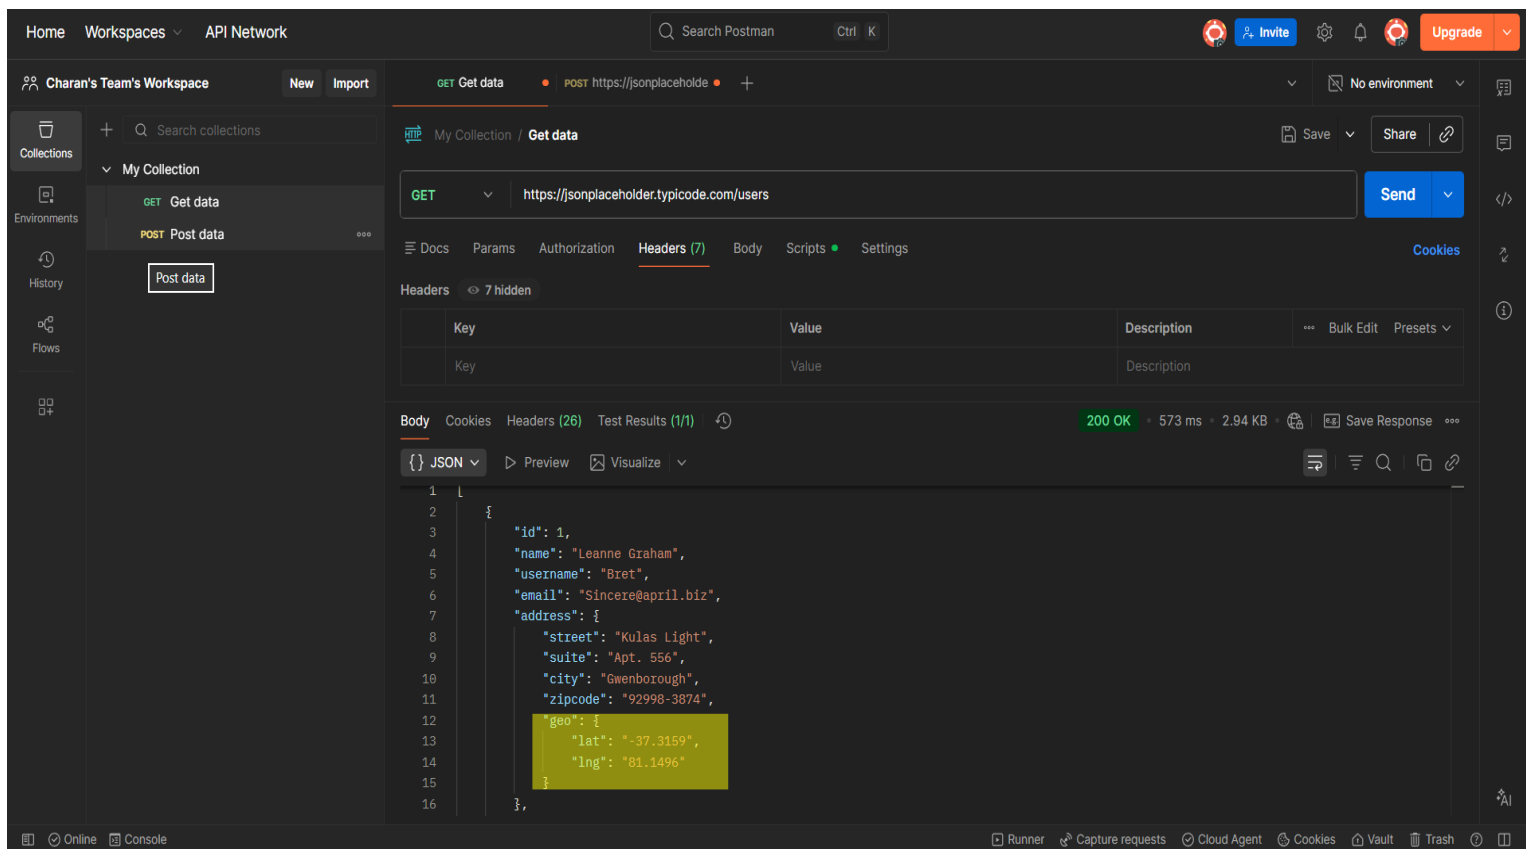 Home Workspaces API Network Search Postman Ctrl K Invite Upgrade
Charan's Team's Workspace New Import GET Get data POST https://jsonplaceholde No environment
Collections Search collections HTTP My Collection / Get data Save Share
My Collection
GET Get data GET https://jsonplaceholder.typicode.com/users Send
Environments
POST Post data
Docs Params Authorization Headers (7) Body Scripts Settings Cookies
History Post data
Headers 7 hidden
Key Value Description Bulk Edit Presets
Flows
Key Value Description
Body Cookies Headers (26) Test Results (1/1) 200 OK 573 ms 2.94 KB e.g. Save Response
{} JSON Preview Visualize
1 [
2 {
3 "id": 1,
4 "name": "Leanne Graham",
5 "username": "Bret",
6 "email": "Sincere@april.biz",
7 "address": {
8 "street": "Kulas Light",
9 "suite": "Apt. 556",
10 "city": "Gwenborough",
11 "zipcode": "92998-3874",
12 "geo": {
13 "lat": "-37.3159",
14 "lng": "81.1496"
15 }
16 },
AI
Online Console Runner Capture requests Cloud Agent Cookies Vault Trash